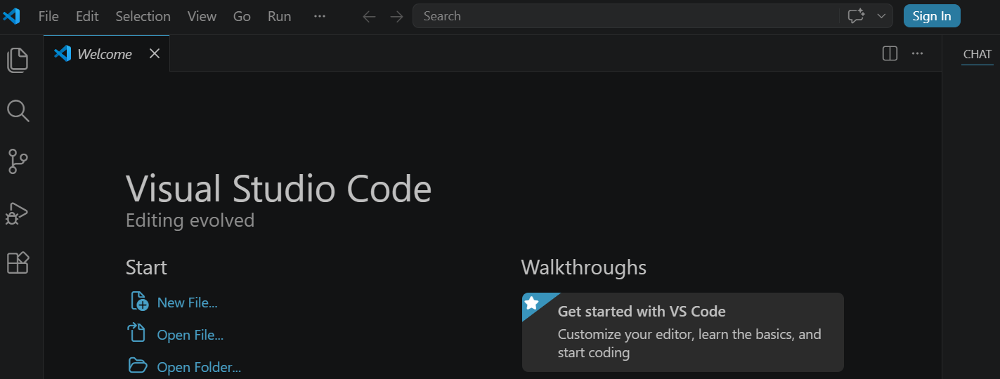 File Edit Selection View Go Run ...
Search
Sign In
Welcome
CHAT
Visual Studio Code
Editing evolved
Start
New File...
Open File...
Open Folder...
Walkthroughs
Get started with VS Code
Customize your editor, learn the basics, and
start coding